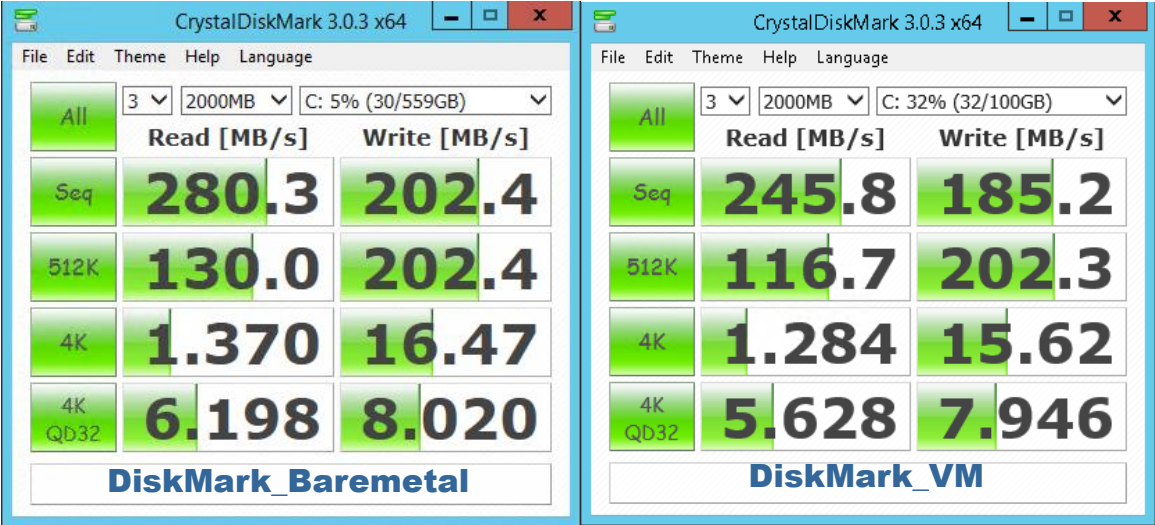 CrystalDiskMark 3.0.3 x64
File Edit Theme Help Language
All 3 2000MB C: 5% (30/559GB)
Read [MB/s] Write [MB/s]
Seq 280.3 202.4
512K 130.0 202.4
4K 1.370 16.47
4K
QD32 6.198 8.020
DiskMark_Baremetal
CrystalDiskMark 3.0.3 x64
File Edit Theme Help Language
All 3 2000MB C: 32% (32/100GB)
Read [MB/s] Write [MB/s]
Seq 245.8 185.2
512K 116.7 202.3
4K 1.284 15.62
4K
QD32 5.628 7.946
DiskMark_VM